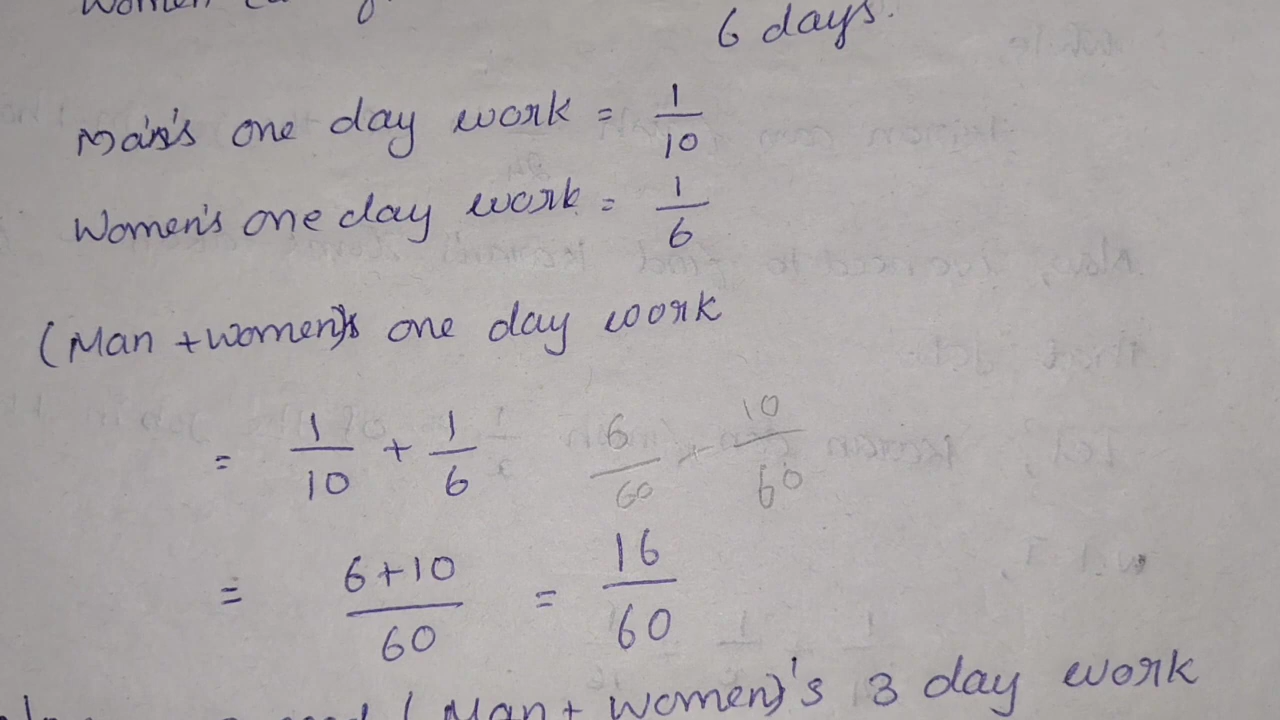 Women
6 days.
Man's one day work = 1/10
Women's one day work = 1/6
(Man + women)'s one day work
= 1/10 + 1/6 6/60 + 10/60
= 6+10/60 = 16/60
(Man + women)'s 3 day work